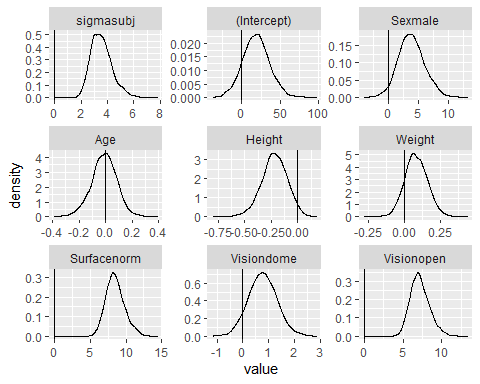 sigmasubj (Intercept) Sexmale
0.5 0.4 0.3 0.2 0.1 0.0
0.020 0.015 0.010 0.005 0.000
0.15 0.10 0.05 0.00
0 2 4 6 8
0 50 100
0 5 10
Age Height Weight
4 3 2 1 0
3 2 1 0
5 4 3 2 1 0
-0.4 -0.2 0.0 0.2 0.4
-0.75 -0.50 -0.25 0.00
-0.25 0.00 0.25
density
Surfacenorm Visiondome Visionopen
0.3 0.2 0.1 0.0
0.6 0.4 0.2 0.0
0.3 0.2 0.1 0.0
0 5 10 15
-1 0 1 2 3
0 5 10
value